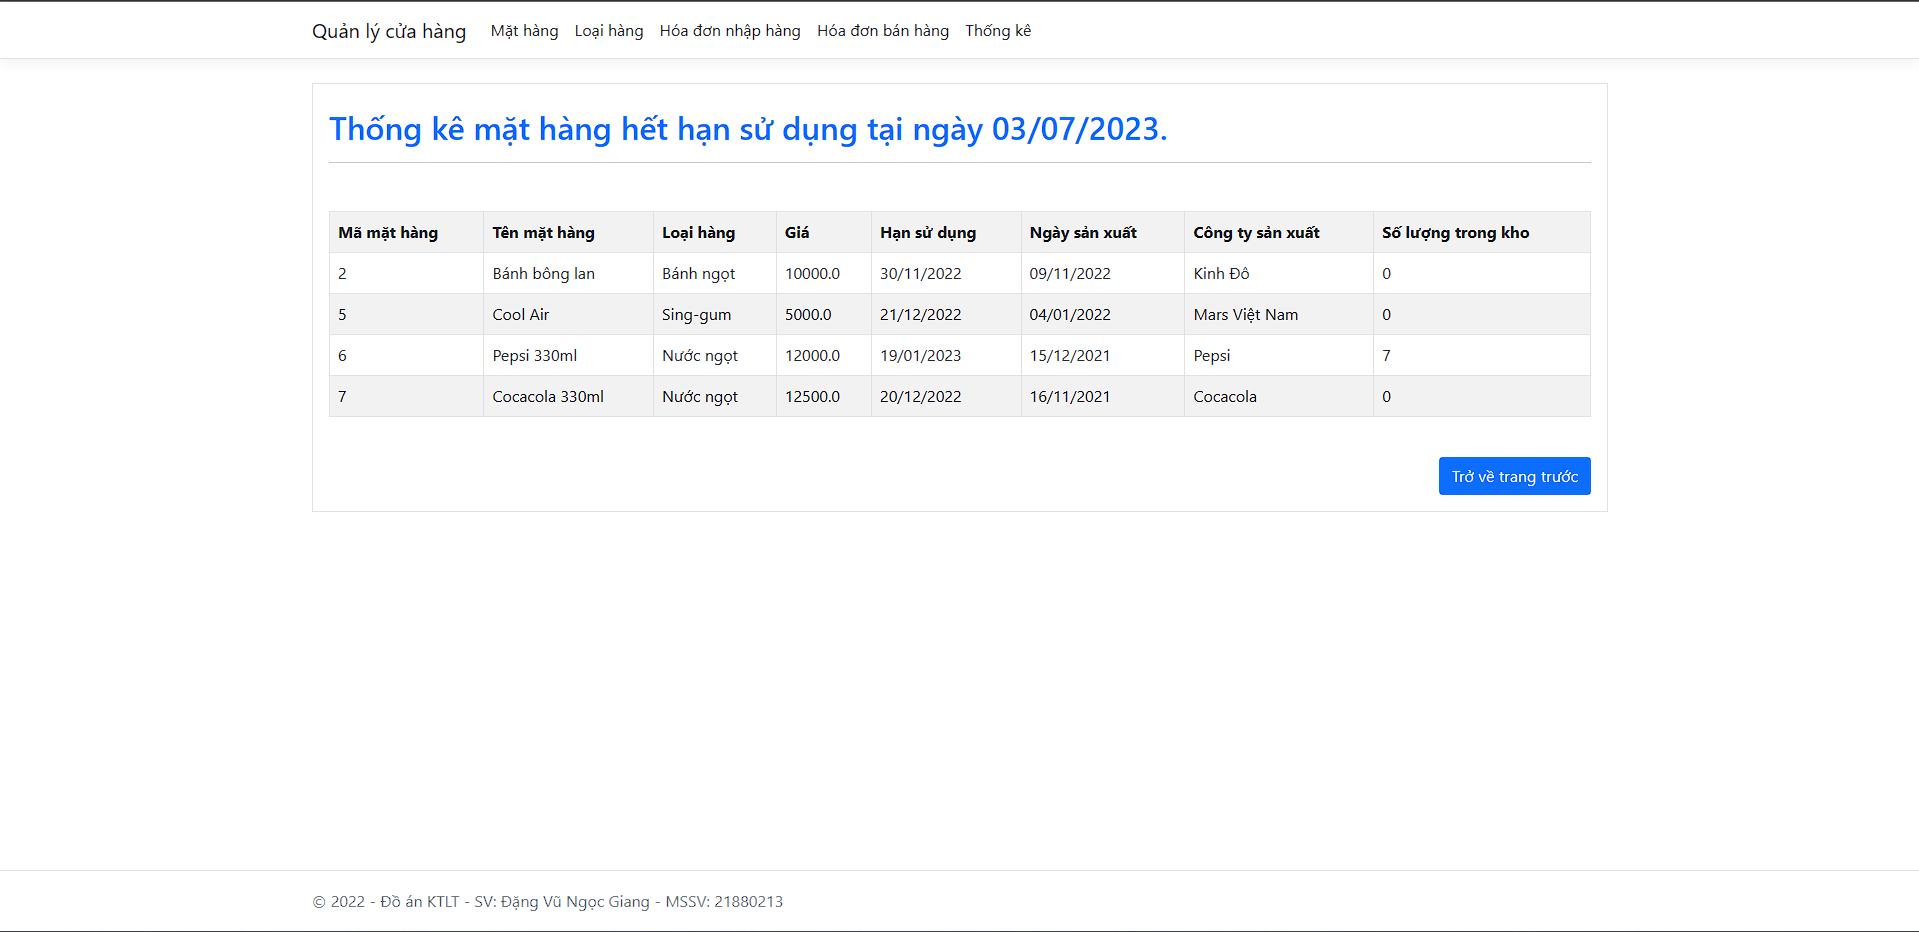 Quản lý cửa hàng Mặt hàng Loại hàng Hóa đơn nhập hàng Hóa đơn bán hàng Thống kê
Thống kê mặt hàng hết hạn sử dụng tại ngày 03/07/2023.
Mã mặt hàng Tên mặt hàng Loại hàng Giá Hạn sử dụng Ngày sản xuất Công ty sản xuất Số lượng trong kho
2 Bánh bông lan Bánh ngọt 10000.0 30/11/2022 09/11/2022 Kinh Đô 0
5 Cool Air Sing-gum 5000.0 21/12/2022 04/01/2022 Mars Việt Nam 0
6 Pepsi 330ml Nước ngọt 12000.0 19/01/2023 15/12/2021 Pepsi 7
7 Cocacola 330ml Nước ngọt 12500.0 20/12/2022 16/11/2021 Cocacola 0
Trở về trang trước
© 2022 - Đồ án KTLT - SV: Đặng Vũ Ngọc Giang - MSSV: 21880213